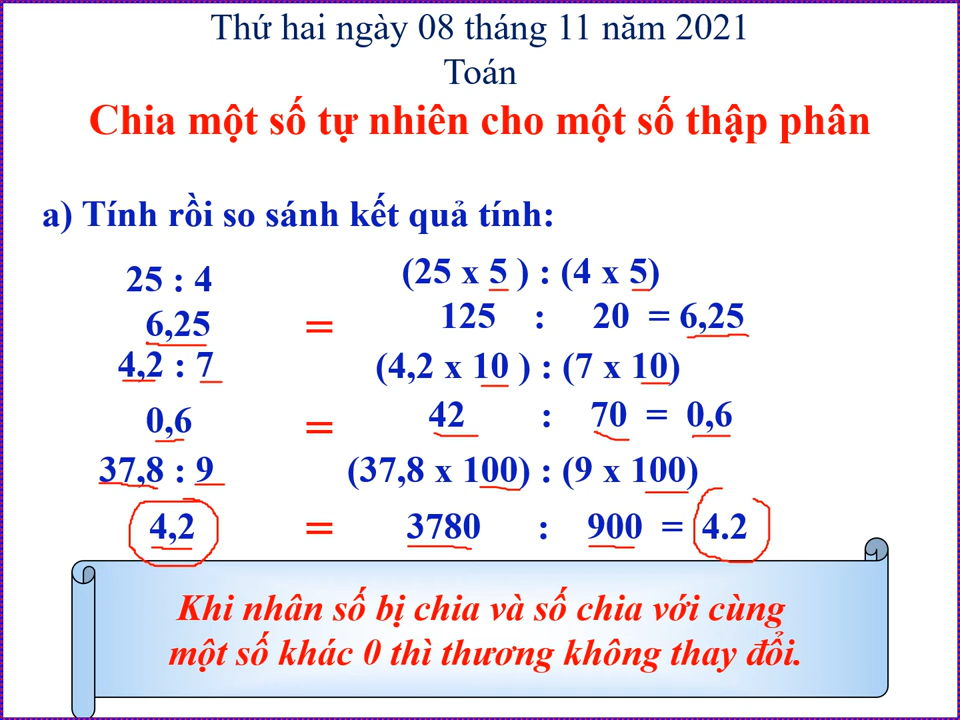 Thứ hai ngày 08 tháng 11 năm 2021
Toán
Chia một số tự nhiên cho một số thập phân
a) Tính rồi so sánh kết quả tính:
25 : 4 (25 x 5 ) : (4 x 5)
6,25 = 125 : 20 = 6,25
4,2 : 7 (4,2 x 10 ) : (7 x 10)
0,6 = 42 : 70 = 0,6
37,8 : 9 (37,8 x 100) : (9 x 100)
4,2 = 3780 : 900 = 4.2
Khi nhân số bị chia và số chia với cùng
một số khác 0 thì thương không thay đổi.